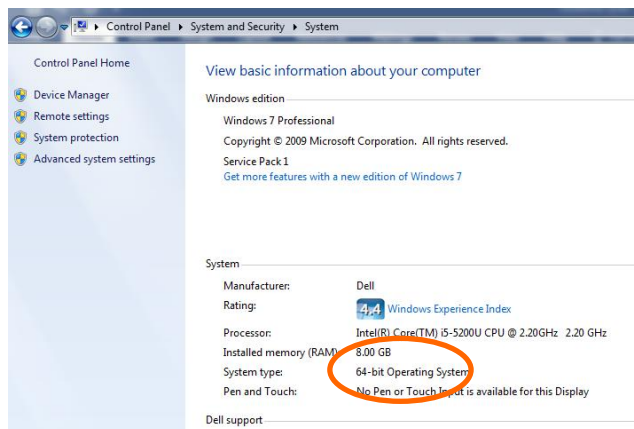 Control Panel ▸ System and Security ▸ System
Control Panel Home
Device Manager
Remote settings
System protection
Advanced system settings
View basic information about your computer
Windows edition
Windows 7 Professional
Copyright © 2009 Microsoft Corporation. All rights reserved.
Service Pack 1
Get more features with a new edition of Windows 7
System
Manufacturer: Dell
Rating: 4,4 Windows Experience Index
Processor: Intel(R) Core(TM) i5-5200U CPU @ 2.20GHz 2.20 GHz
Installed memory (RAM): 8.00 GB
System type: 64-bit Operating System
Pen and Touch: No Pen or Touch Input is available for this Display
Dell support